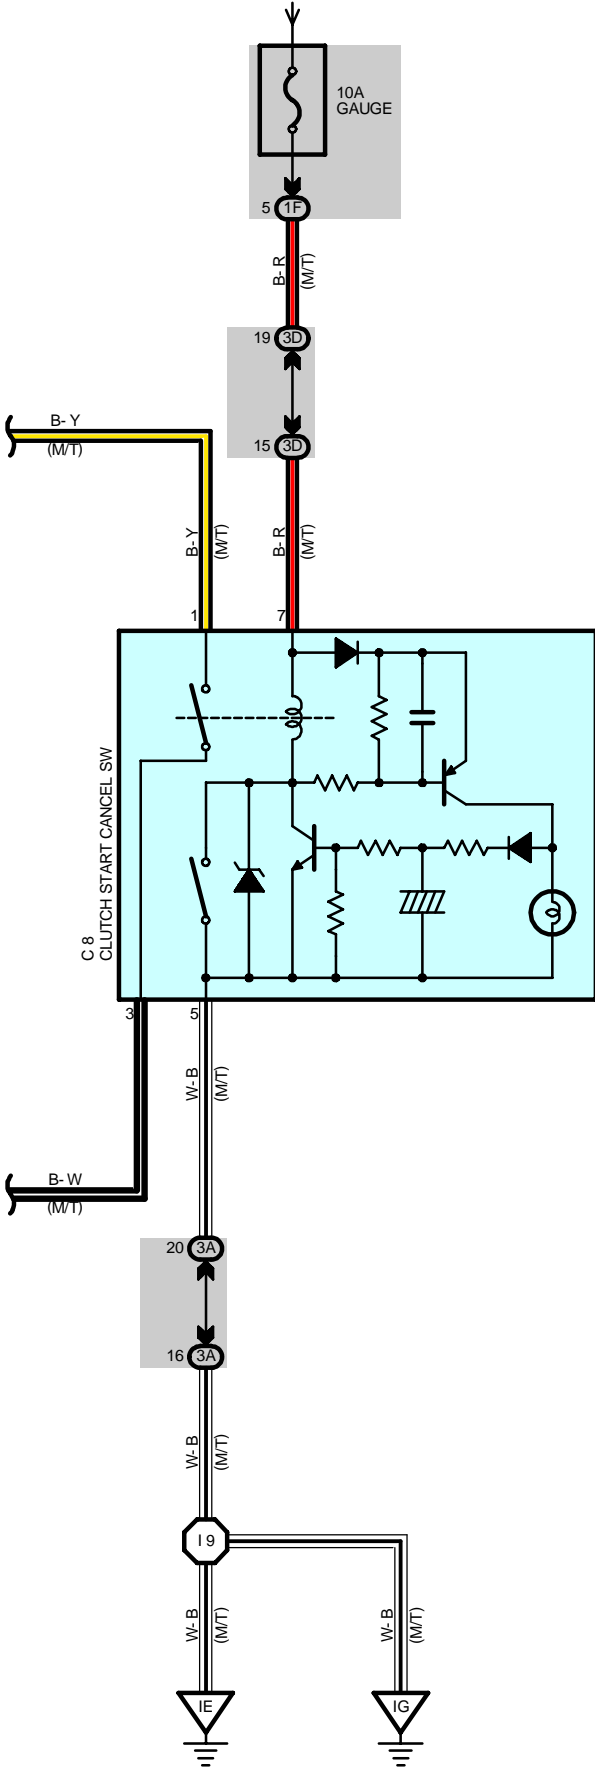 10A
GAUGE
5 1F
B-R
(M/T)
19 3D
B-Y
(M/T)
15 3D
B-Y
(M/T)
B-R
(M/T)
1
7
C 8
CLUTCH START CANCEL SW
3
5
W-B
(M/T)
B-W
(M/T)
20 3A
16 3A
W-B
(M/T)
I 9
W-B
(M/T)
W-B
(M/T)
IE
IG